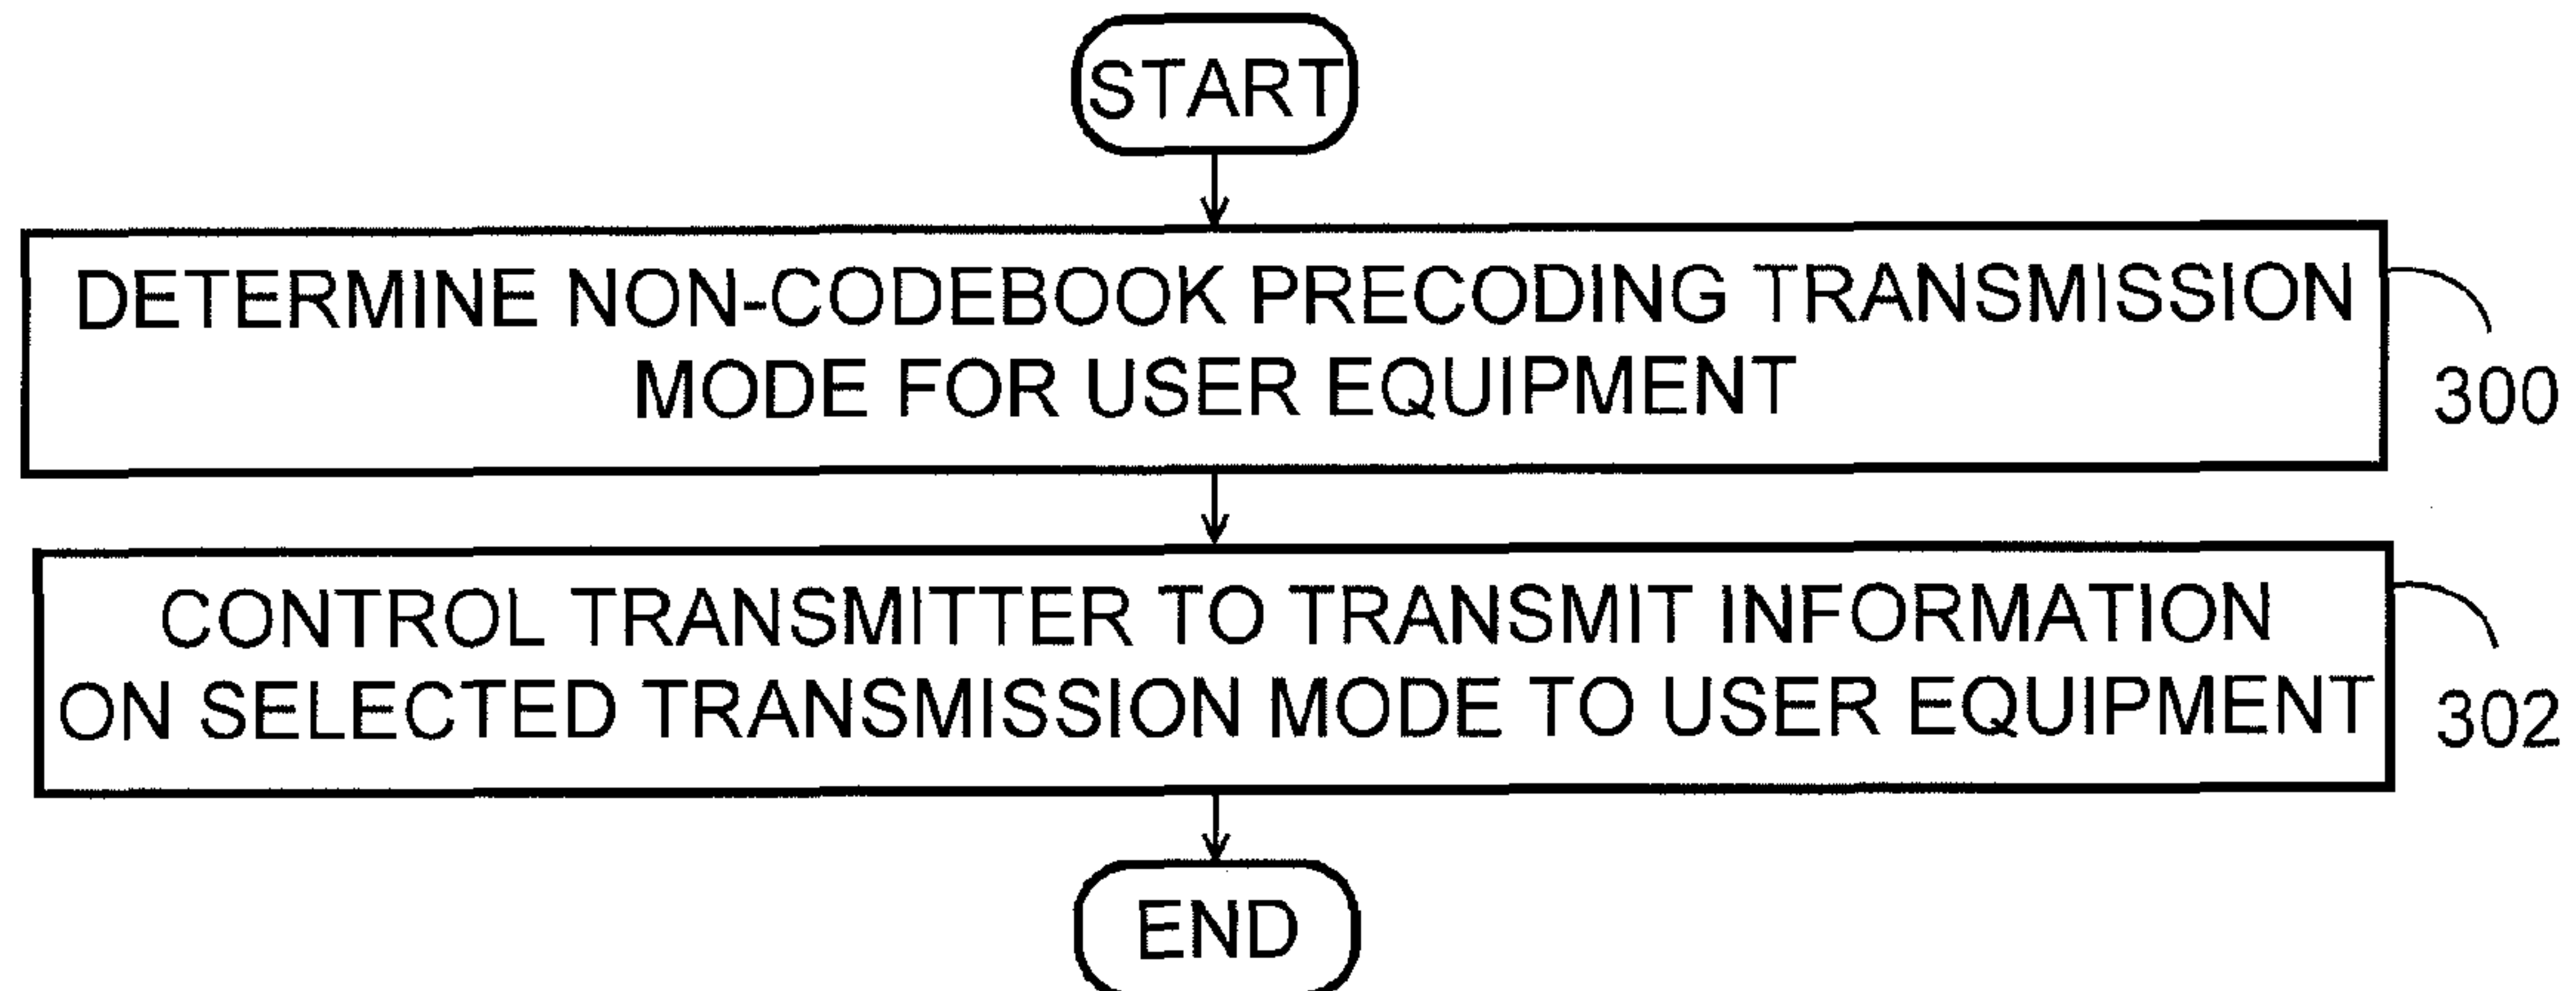 START
DETERMINE NON-CODEBOOK PRECODING TRANSMISSION
MODE FOR USER EQUIPMENT
300
CONTROL TRANSMITTER TO TRANSMIT INFORMATION
ON SELECTED TRANSMISSION MODE TO USER EQUIPMENT
302
END